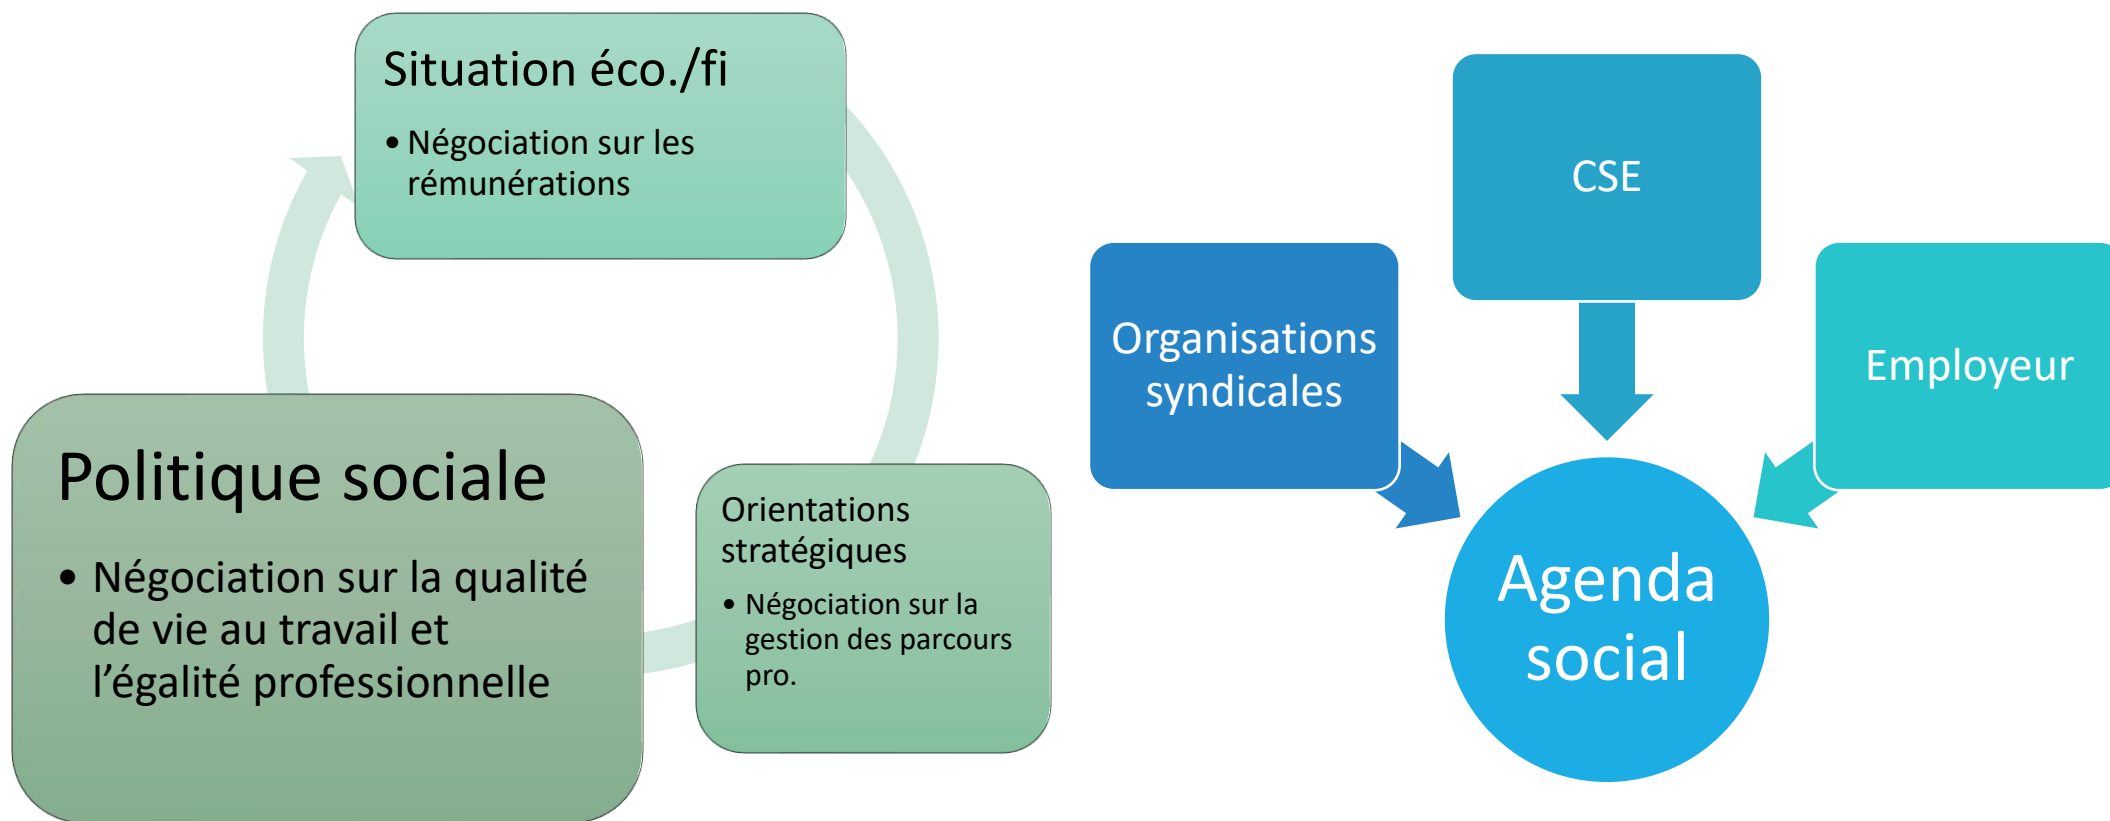 Situation éco./fi
• Négociation sur les
rémunérations
Politique sociale
• Négociation sur la qualité
de vie au travail et
l’égalité professionnelle
Orientations
stratégiques
• Négociation sur la
gestion des parcours
pro.
CSE
Organisations
syndicales
Employeur
Agenda
social